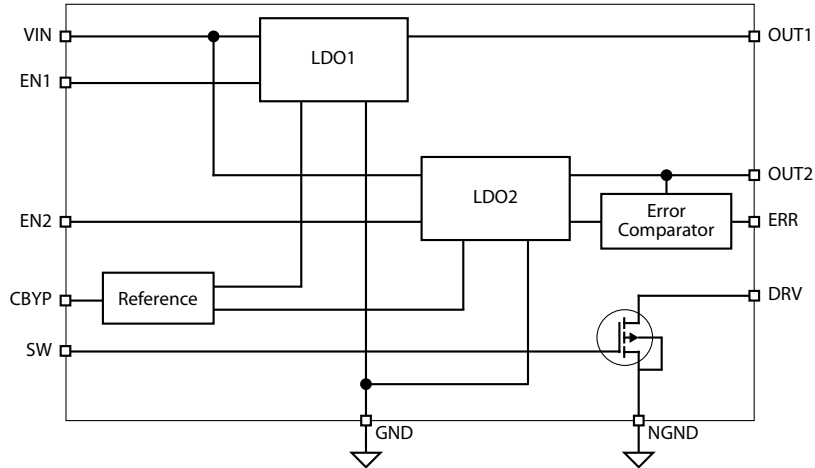 VIN
OUT1
LDO1
EN1
OUT2
LDO2
Error
Comparator
EN2
ERR
CBYP
Reference
DRV
SW
GND
NGND